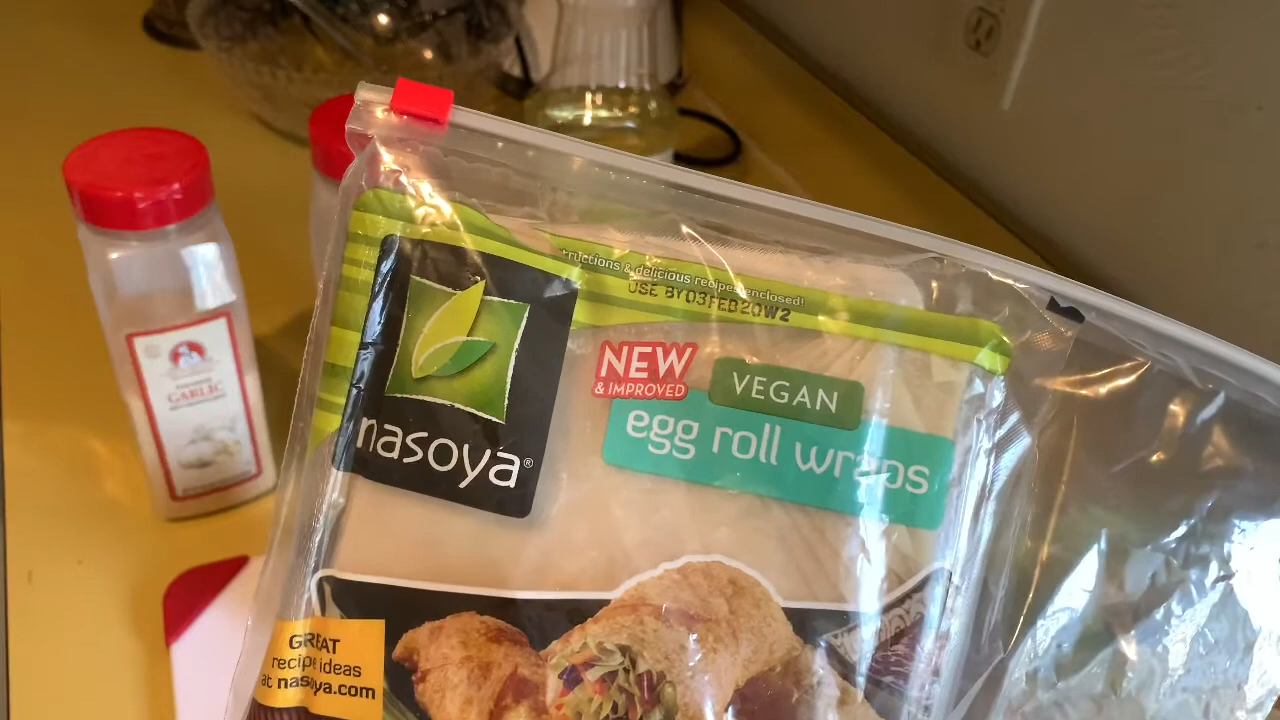 tructions & delicious recipes enclosed!
USE BY03FEB20W2
nasoya®
NEW
& IMPROVED
VEGAN
egg roll wraps
GARLIC
GREAT
recipe ideas
at nasoya.com